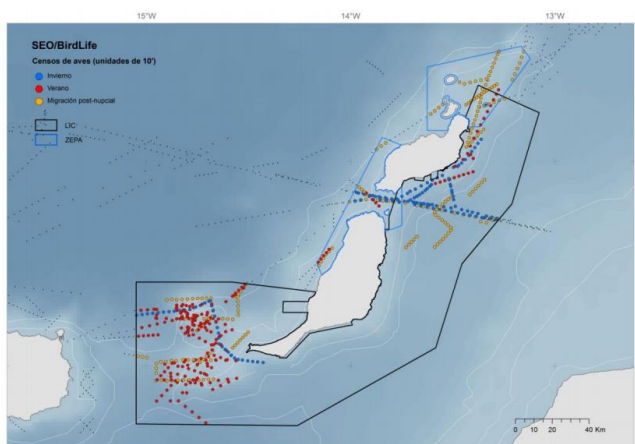 15°W 14°W 13°W
SEO/BirdLife
Censos de aves (unidades de 10')
Invierno
Verano
Migración post-nupcial
LIC
ZEPA
0 10 20 40 Km